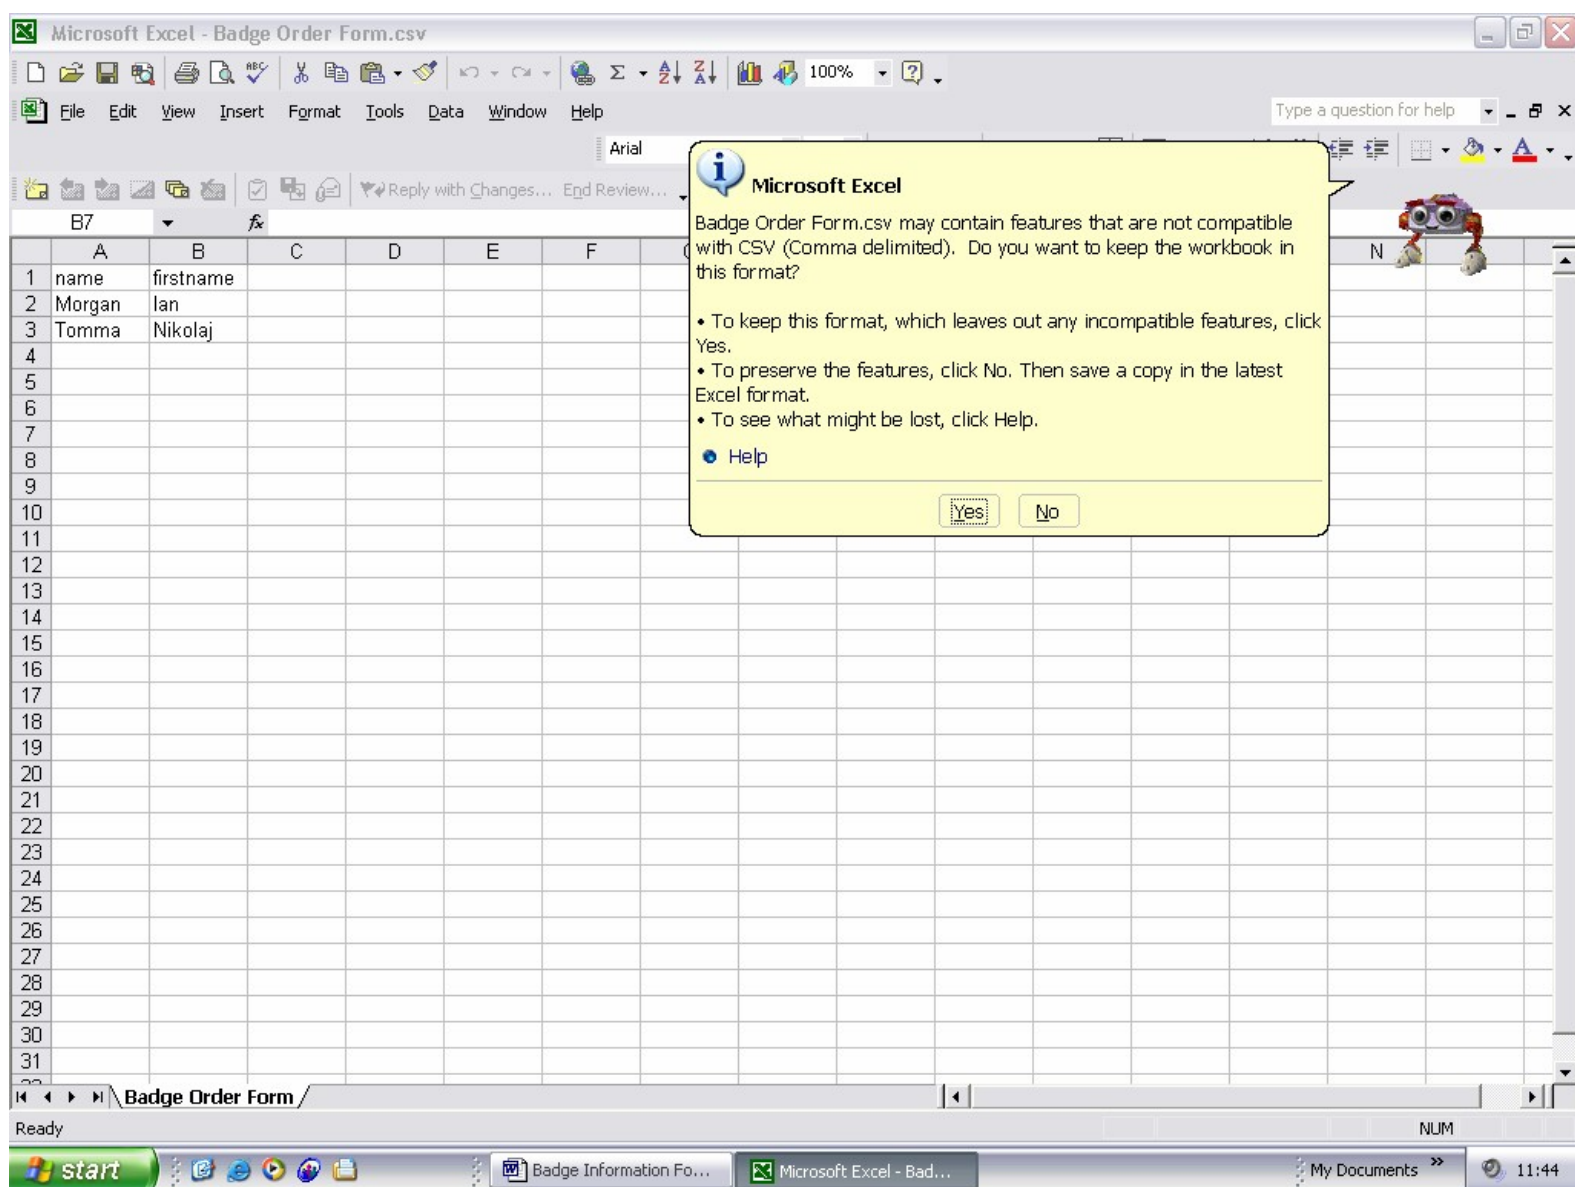 Microsoft Excel - Badge Order Form.csv
ABC Σ A Z Z A 100% ?
File Edit View Insert Format Tools Data Window Help Type a question for help
Arial A
Reply with Changes... End Review...
B7 fx
A B C D E F N
1 name firstname
2 Morgan Ian
3 Tomma Nikolaj
4
5
6
7
8
9
10
11
12
13
14
15
16
17
18
19
20
21
22
23
24
25
26
27
28
29
30
31
Microsoft Excel
Badge Order Form.csv may contain features that are not compatible
with CSV (Comma delimited). Do you want to keep the workbook in
this format?
• To keep this format, which leaves out any incompatible features, click
Yes.
• To preserve the features, click No. Then save a copy in the latest
Excel format.
• To see what might be lost, click Help.
Help
Yes No
Badge Order Form
Ready NUM
start Badge Information Fo... Microsoft Excel - Bad... My Documents » 11:44